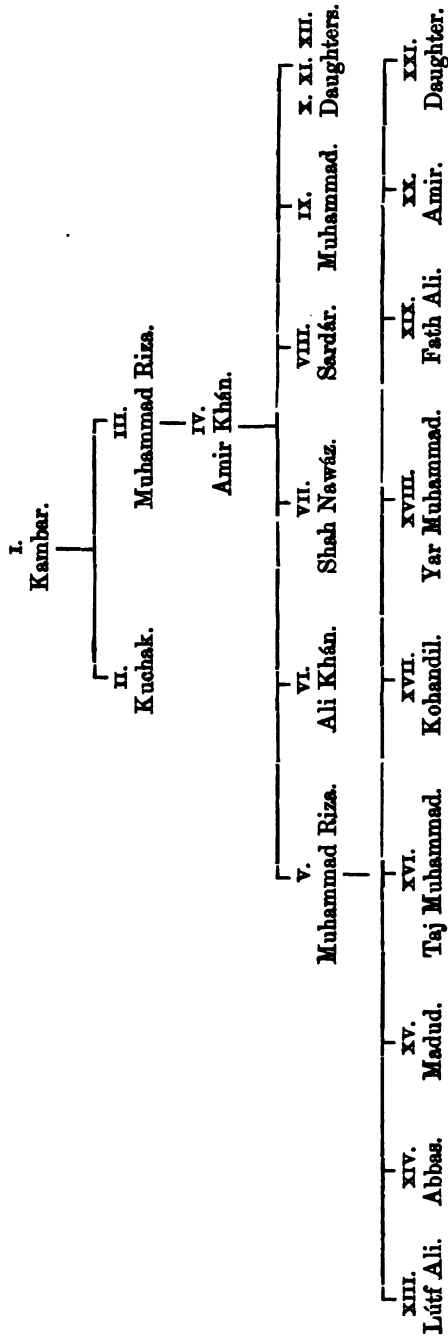 I.
Kambar.
II. III.
Kuchak. Muhammad Riza.
IV.
Amir Khán.
V. VI. VII. VIII. IX. X. XI. XII.
Muhammad Riza. Ali Khán. Shah Nawáz. Sardár. Muhammad. Daughters.
XIII. XIV. XV. XVI. XVII. XVIII. XIX. XX. XXI.
Lútf Ali. Abbas. Madud. Taj Muhammad. Kohandil. Yar Muhammad. Fath Ali. Amir. Daughter.